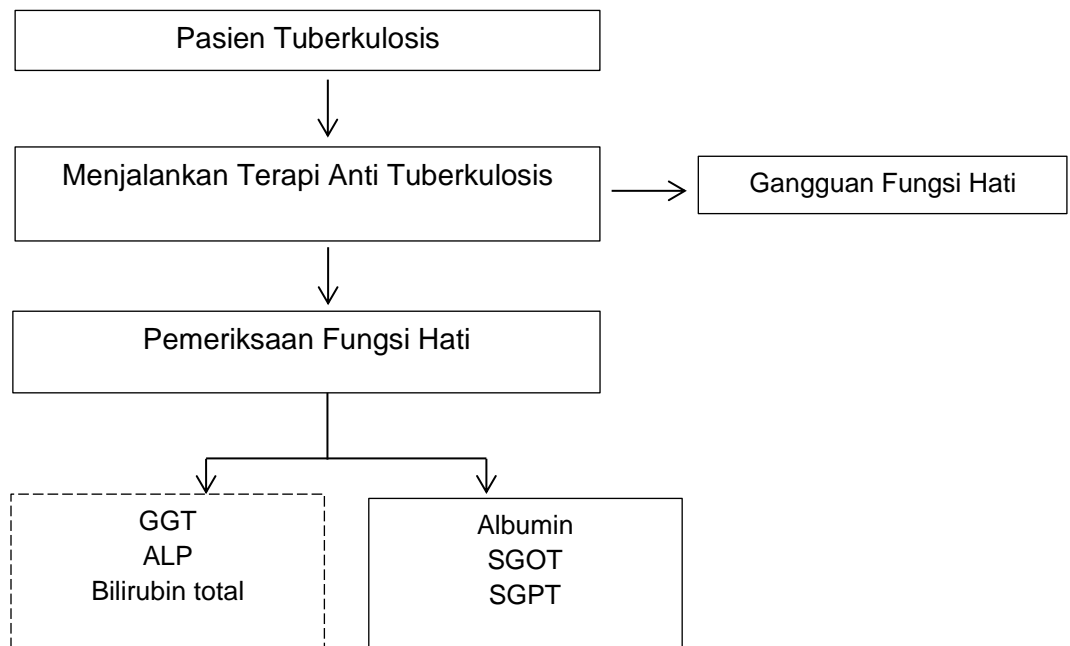 Pasien Tuberkulosis
Menjalankan Terapi Anti Tuberkulosis
Gangguan Fungsi Hati
Pemeriksaan Fungsi Hati
GGT
ALP
Bilirubin total
Albumin
SGOT
SGPT